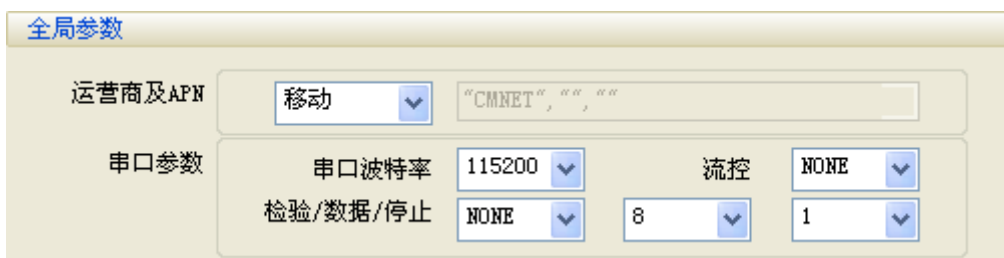 全局参数
运营商及APN 移动 "CMNET","",""
串口参数 串口波特率 115200 流控 NONE
检验/数据/停止 NONE 8 1